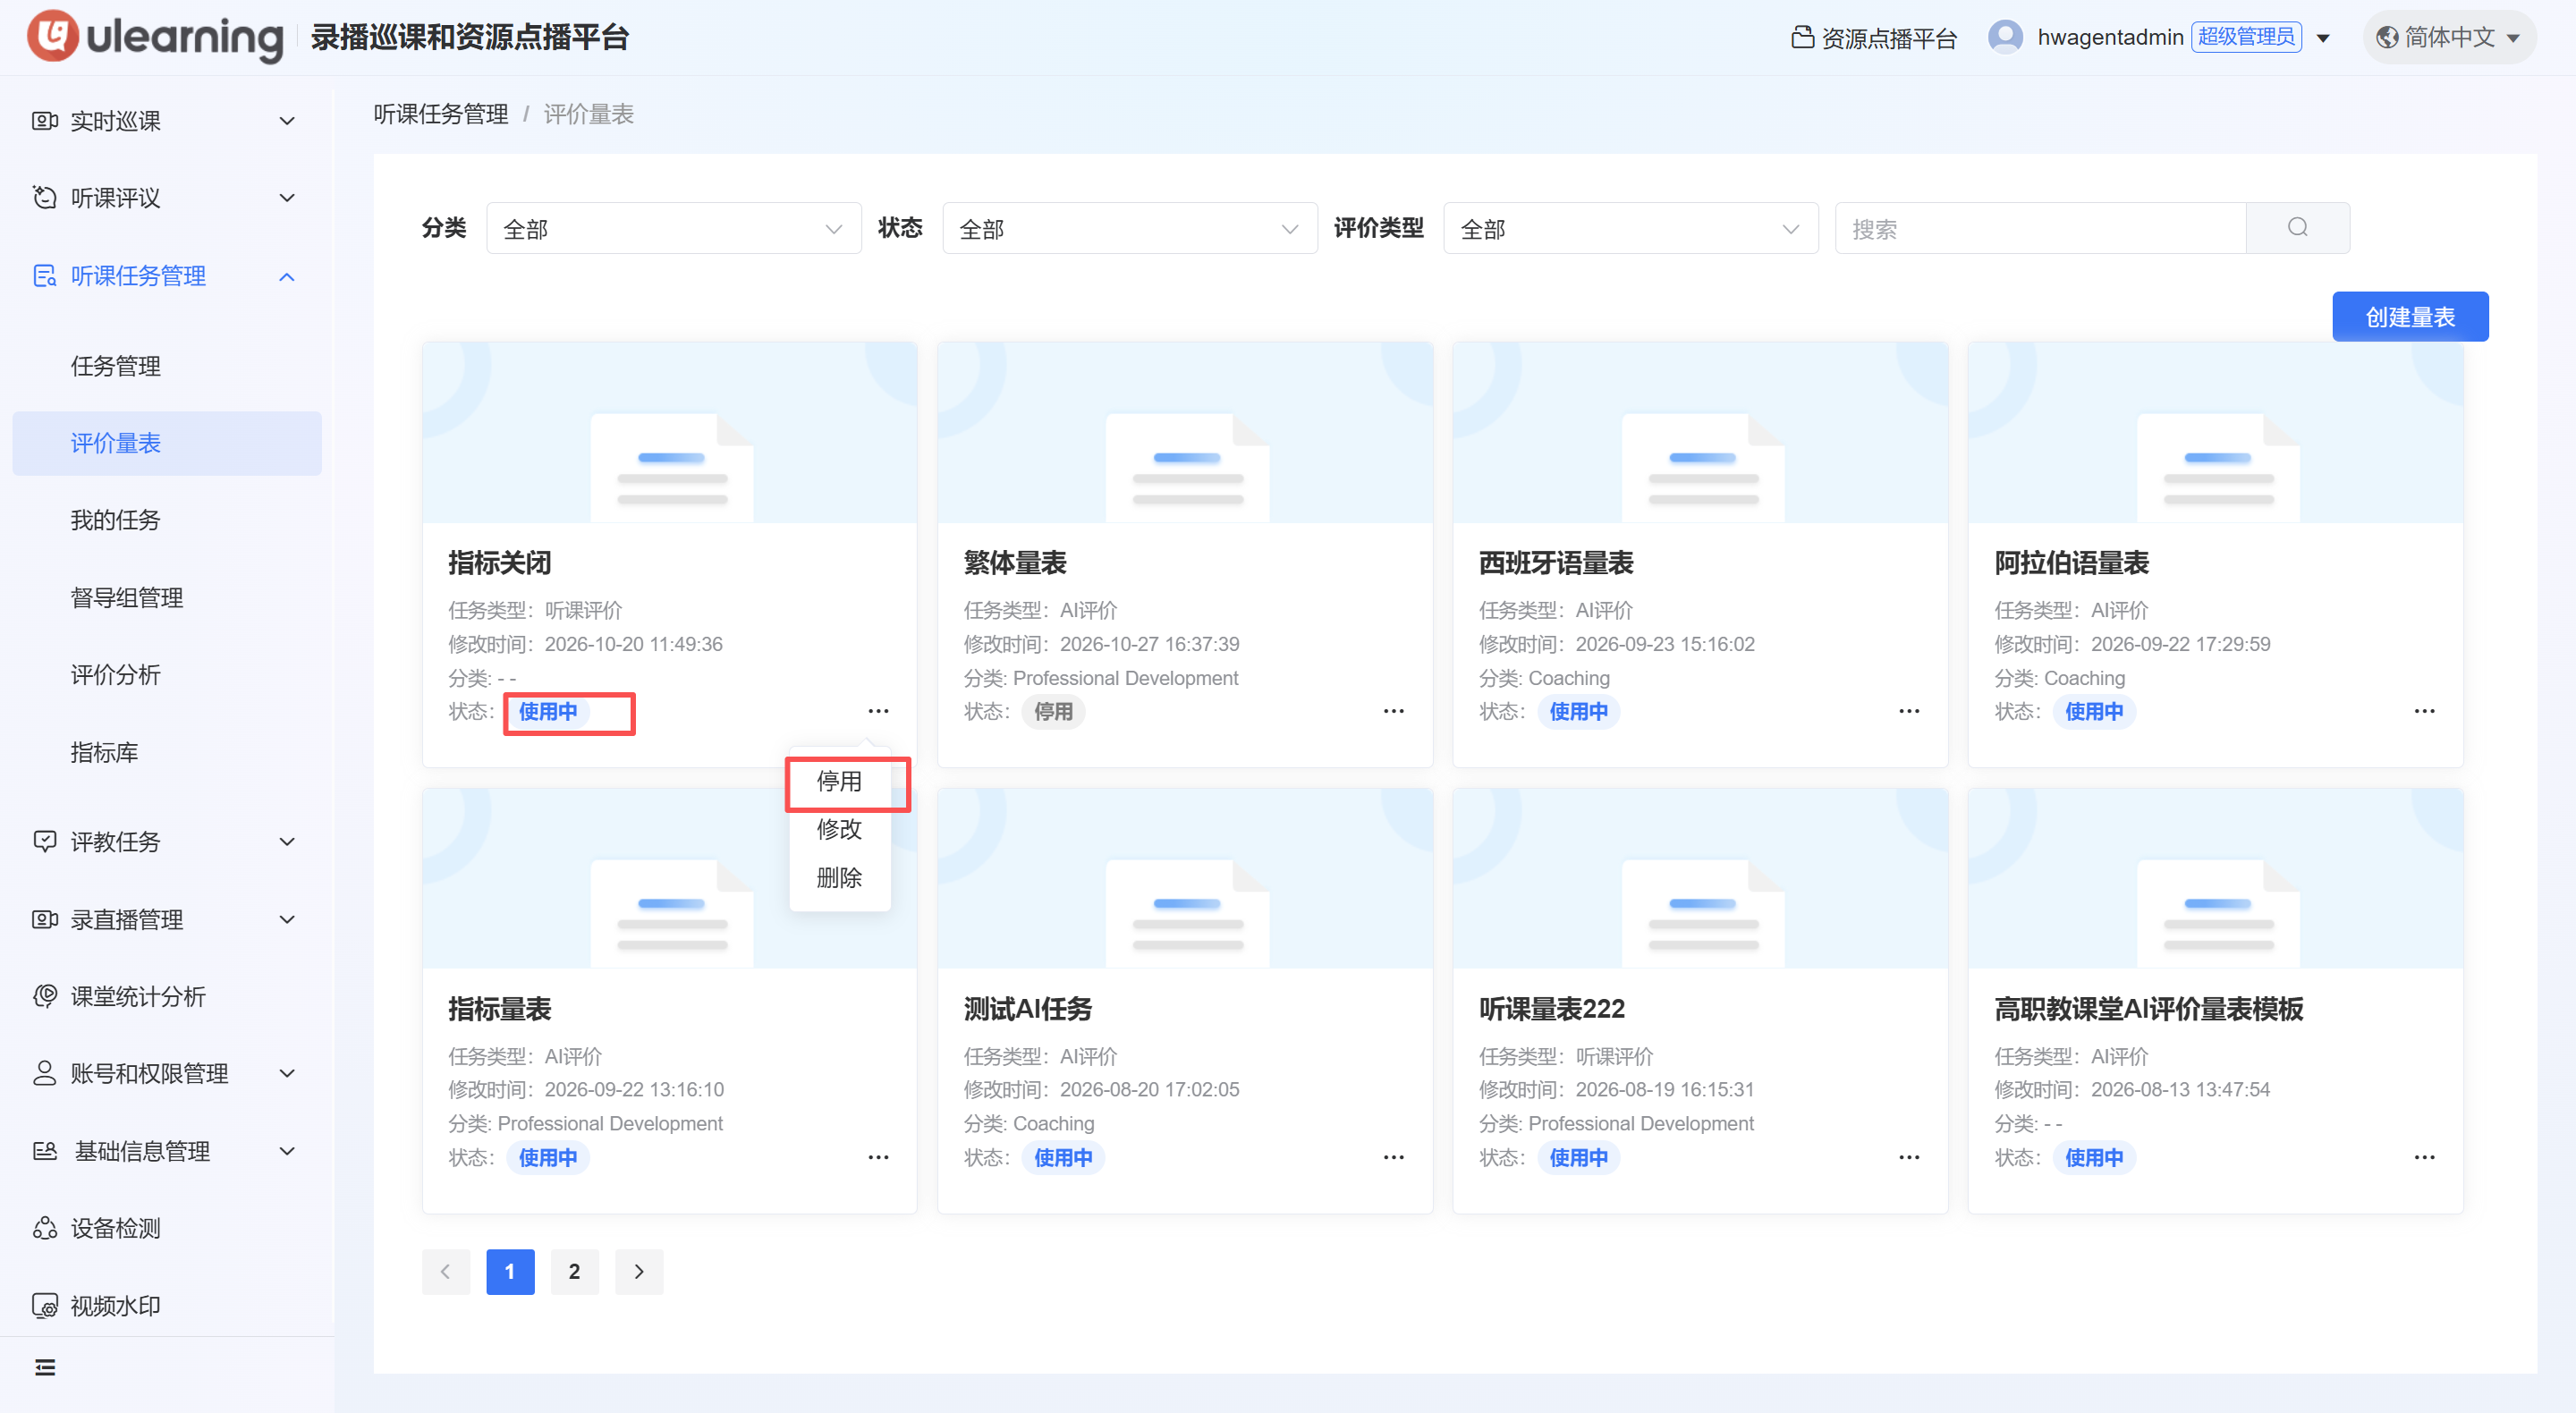 ulearning 录播巡课和资源点播平台
资源点播平台 hwagentadmin 超级管理员 简体中文
实时巡课
听课评议
听课任务管理
任务管理
评价量表
我的任务
督导组管理
评价分析
指标库
评教任务
录直播管理
课堂统计分析
账号和权限管理
基础信息管理
设备检测
视频水印
听课任务管理 / 评价量表
分类 全部 状态 全部 评价类型 全部 搜索
创建量表
指标关闭
任务类型：听课评价
修改时间：2026-10-20 11:49:36
分类: - -
状态： 使用中 ...
停用
修改
删除
繁体量表
任务类型：AI评价
修改时间：2026-10-27 16:37:39
分类: Professional Development
状态： 停用 ...
西班牙语量表
任务类型：AI评价
修改时间：2026-09-23 15:16:02
分类: Coaching
状态： 使用中 ...
阿拉伯语量表
任务类型：AI评价
修改时间：2026-09-22 17:29:59
分类: Coaching
状态： 使用中 ...
指标量表
任务类型：AI评价
修改时间：2026-09-22 13:16:10
分类: Professional Development
状态： 使用中 ...
测试AI任务
任务类型：AI评价
修改时间：2026-08-20 17:02:05
分类: Coaching
状态： 使用中 ...
听课量表222
任务类型：听课评价
修改时间：2026-08-19 16:15:31
分类: Professional Development
状态： 使用中 ...
高职教课堂AI评价量表模板
任务类型：AI评价
修改时间：2026-08-13 13:47:54
分类: - -
状态： 使用中 ...
1 2